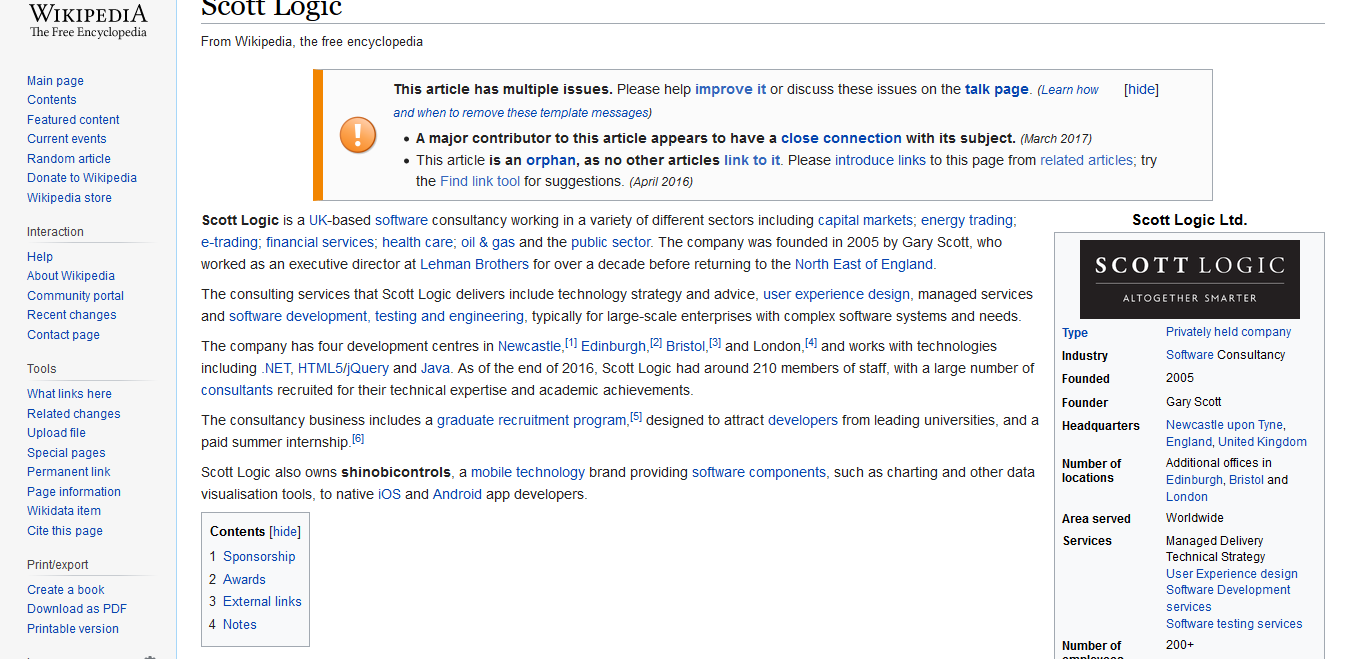 WIKIPEDIA
The Free Encyclopedia
Main page
Contents
Featured content
Current events
Random article
Donate to Wikipedia
Wikipedia store
Interaction
Help
About Wikipedia
Community portal
Recent changes
Contact page
Tools
What links here
Related changes
Upload file
Special pages
Permanent link
Page information
Wikidata item
Cite this page
Print/export
Create a book
Download as PDF
Printable version
Scott Logic
From Wikipedia, the free encyclopedia
This article has multiple issues. Please help improve it or discuss these issues on the talk page. (Learn how [hide]
and when to remove these template messages)
• A major contributor to this article appears to have a close connection with its subject. (March 2017)
• This article is an orphan, as no other articles link to it. Please introduce links to this page from related articles; try
the Find link tool for suggestions. (April 2016)
Scott Logic is a UK-based software consultancy working in a variety of different sectors including capital markets; energy trading;
e-trading; financial services; health care; oil & gas and the public sector. The company was founded in 2005 by Gary Scott, who
worked as an executive director at Lehman Brothers for over a decade before returning to the North East of England.
The consulting services that Scott Logic delivers include technology strategy and advice, user experience design, managed services
and software development, testing and engineering, typically for large-scale enterprises with complex software systems and needs.
The company has four development centres in Newcastle,[1] Edinburgh,[2] Bristol,[3] and London,[4] and works with technologies
including .NET, HTML5/jQuery and Java. As of the end of 2016, Scott Logic had around 210 members of staff, with a large number of
consultants recruited for their technical expertise and academic achievements.
The consultancy business includes a graduate recruitment program,[5] designed to attract developers from leading universities, and a
paid summer internship.[6]
Scott Logic also owns shinobicontrols, a mobile technology brand providing software components, such as charting and other data
visualisation tools, to native iOS and Android app developers.
Contents [hide]
1 Sponsorship
2 Awards
3 External links
4 Notes
Scott Logic Ltd.
SCOTT LOGIC
ALTOGETHER SMARTER
Type Privately held company
Industry Software Consultancy
Founded 2005
Founder Gary Scott
Headquarters Newcastle upon Tyne,
England, United Kingdom
Number of Additional offices in
locations Edinburgh, Bristol and
London
Area served Worldwide
Services Managed Delivery
Technical Strategy
User Experience design
Software Development
services
Software testing services
Number of 200+
employees